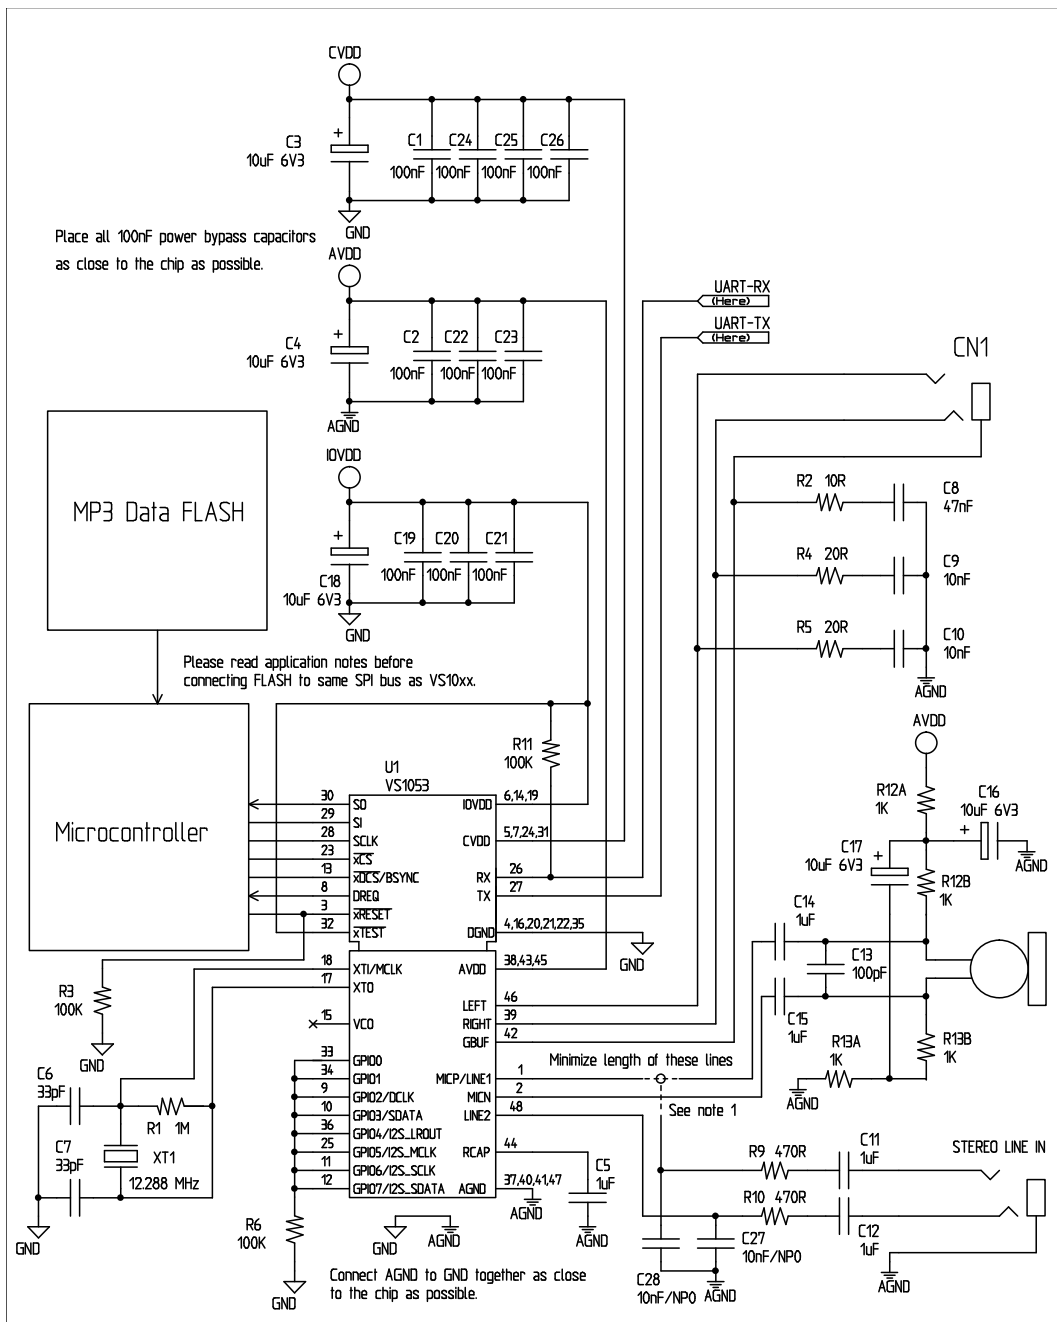 CVDD
C3
10uF 6V3
+
C1
100nF
C24
100nF
C25
100nF
C26
100nF
GND
Place all 100nF power bypass capacitors
as close to the chip as possible.
AVDD
C4
10uF 6V3
+
C2
100nF
C22
100nF
C23
100nF
AGND
UART-RX
(Here)
UART-TX
(Here)
CN1
IOVDD
C18
10uF 6V3
+
C19
100nF
C20
100nF
C21
100nF
GND
MP3 Data FLASH
R2 10R
C8
47nF
R4 20R
C9
10nF
R5 20R
C10
10nF
AGND
Please read application notes before
connecting FLASH to same SPI bus as VS10xx.
Microcontroller
R11
100K
U1
VS1053
30 SO
29 SI
28 SCLK
23 xCS
13 xDCS/BSYNC
8 DREQ
3 xRESET
32 xTEST
18 XTI/MCLK
17 XTO
15 VCO
33 GPIO0
34 GPIO1
9 GPIO2/DCLK
10 GPIO3/SDATA
36 GPIO4/I2S_LROUT
25 GPIO5/I2S_MCLK
11 GPIO6/I2S_SCLK
12 GPIO7/I2S_SDATA
IOVDD 6,14,19
CVDD 5,7,24,31
RX 26
TX 27
DGND 4,16,20,21,22,35
GND
AVDD 38,43,45
LEFT 46
RIGHT 39
GBUF 42
MICP/LINE1 1
MICN 2
LINE2 48
RCAP 44
AGND 37,40,41,47
AGND
AVDD
R12A
1K
C16
10uF 6V3
+
AGND
C17
10uF 6V3
+
R12B
1K
C14
1uF
C13
100pF
C15
1uF
R13A
1K
R13B
1K
AGND
R3
100K
GND
C6
33pF
C7
33pF
R1 1M
XT1
12.288 MHz
GND
R6
100K
GND
GND
AGND
Connect AGND to GND together as close
to the chip as possible.
C5
1uF
AGND
Minimize length of these lines
See note 1
R9 470R
C11
1uF
STEREO LINE IN
R10 470R
C12
1uF
C27
10nF/NP0
C28
10nF/NP0
AGND
AGND